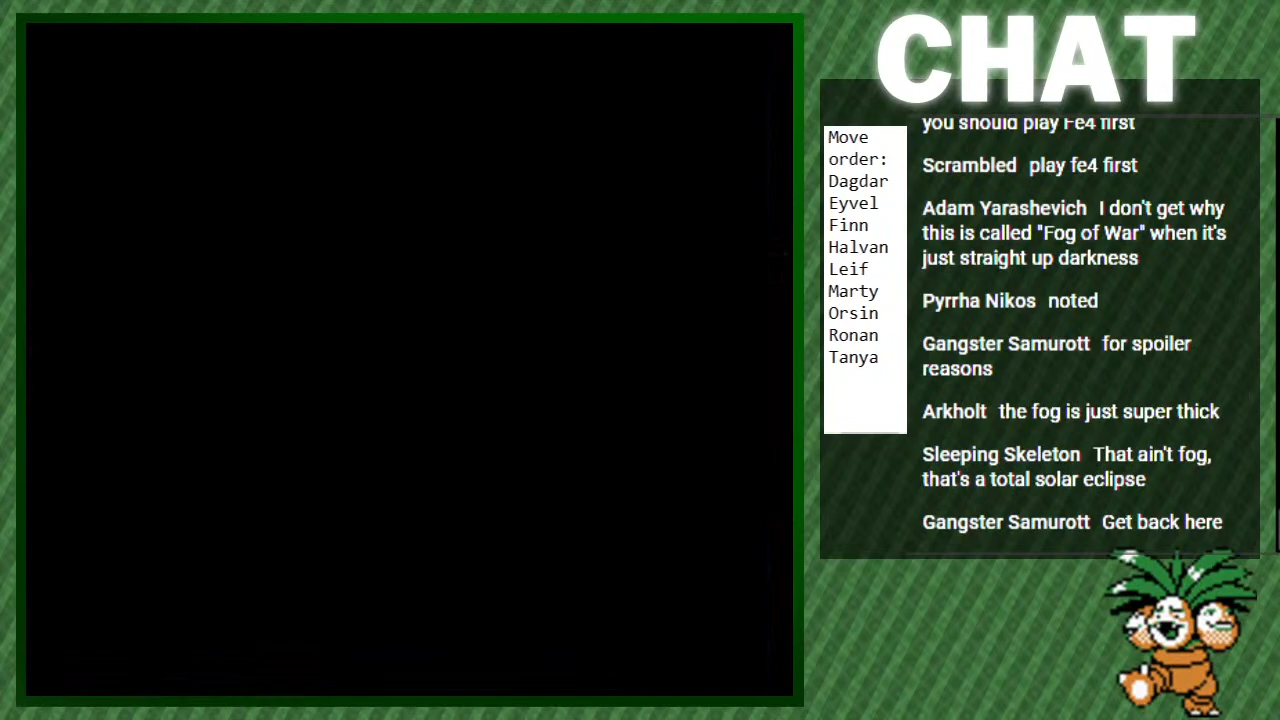 CHAT
Move
order:
Dagdar
Eyvel
Finn
Halvan
Leif
Marty
Orsin
Ronan
Tanya
you should play Fe4 first
Scrambled play fe4 first
Adam Yarashevich I don't get why
this is called "Fog of War" when it's
just straight up darkness
Pyrrha Nikos noted
Gangster Samurott for spoiler
reasons
Arkholt the fog is just super thick
Sleeping Skeleton That ain't fog,
that's a total solar eclipse
Gangster Samurott Get back here